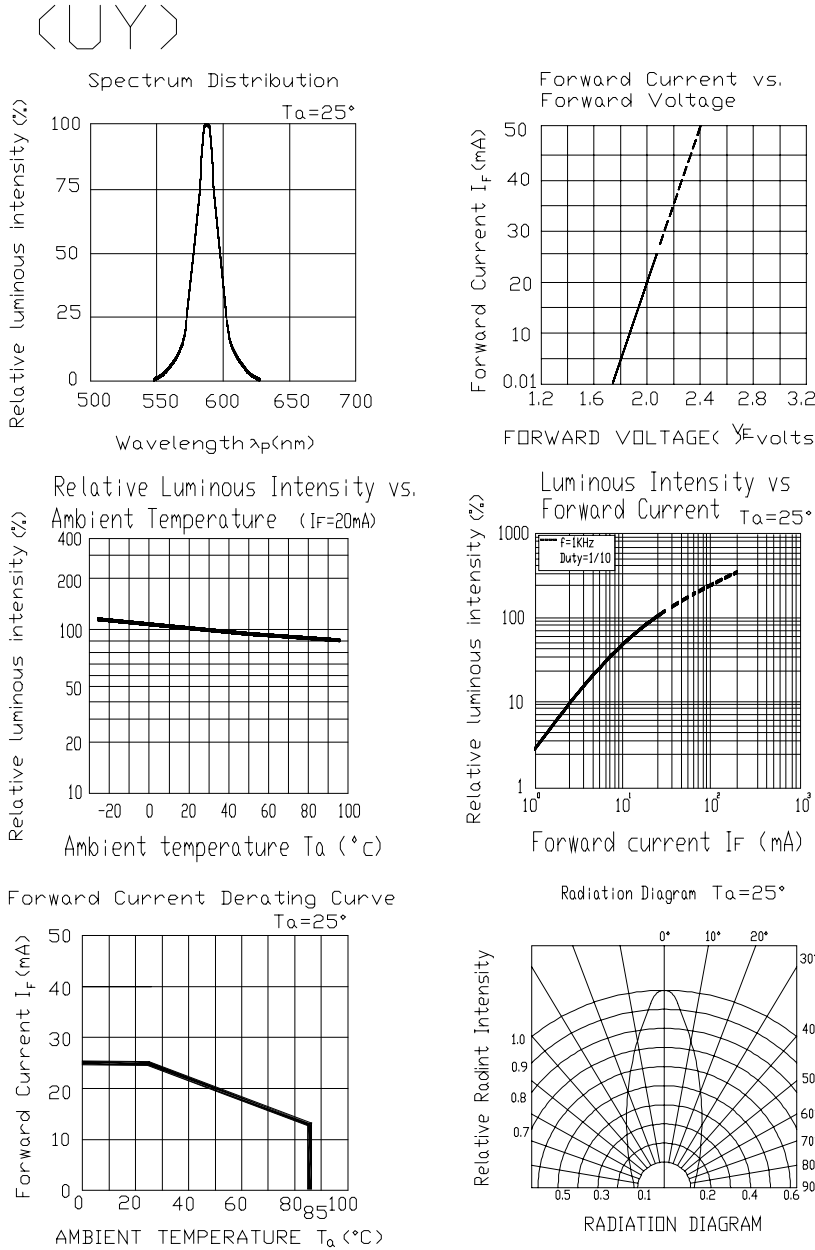 (UY)
Spectrum Distribution
Ta=25°
Relative luminous intensity (%)
100
75
50
25
0
500 550 600 650 700
Wavelength λp(nm)
Forward Current vs.
Forward Voltage
Forward Current IF (mA)
50
40
30
20
10
0.01
1.2 1.6 2.0 2.4 2.8 3.2
FORWARD VOLTAGE( VF volts
Relative Luminous Intensity vs.
Ambient Temperature (IF=20mA)
Relative luminous intensity (%)
400
200
100
50
20
10
-20 0 20 40 60 80 100
Ambient temperature Ta (°c)
Luminous Intensity vs
Forward Current Ta=25°
Relative luminous intensity (%)
1000
f=1KHz
Duty=1/10
100
10
1
10⁰ 10¹ 10² 10³
Forward current IF (mA)
Forward Current Derating Curve
Ta=25°
Forward Current IF (mA)
50
40
30
20
10
0
0 20 40 60 80 85 100
AMBIENT TEMPERATURE Ta (°C)
Radiation Diagram Ta=25°
Relative Radint Intensity
0° 10° 20°
30°
1.0 40
0.9
0.8 50
60
0.7 70
80
90
0.5 0.3 0.1 0.2 0.4 0.6
RADIATION DIAGRAM